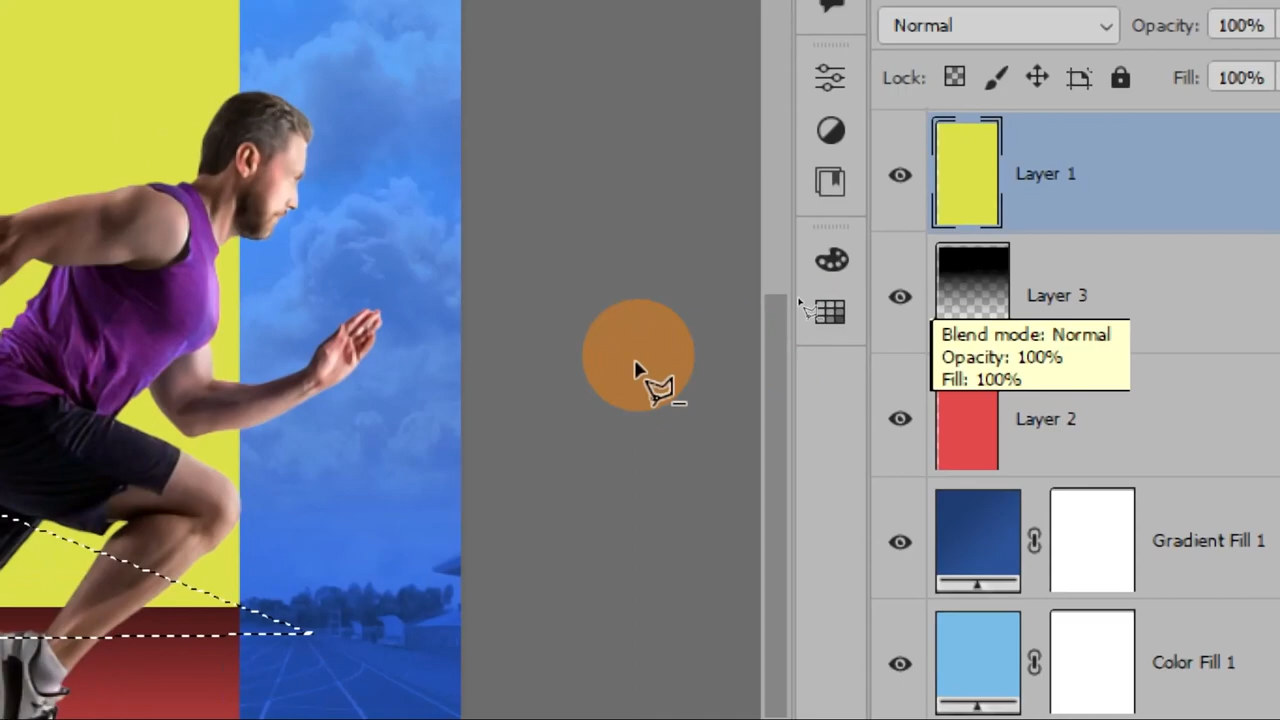 Normal
Opacity: 100%
Lock:
Fill: 100%
Layer 1
Layer 3
Blend mode: Normal
Opacity: 100%
Fill: 100%
Layer 2
Gradient Fill 1
Color Fill 1